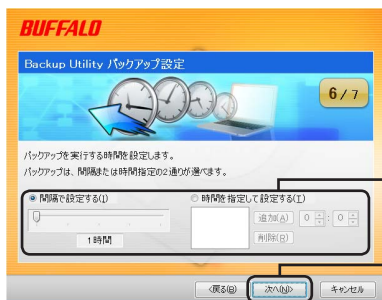 BUFFALO
Backup Utility バックアップ設定
6/7
バックアップを実行する時間を設定します。
バックアップは、間隔または時間指定の2通りが選べます。
間隔で設定する(I)
時間を指定して設定する(T)
追加(A) 0 : 0
削除(R)
1時間
<戻る(B) 次へ(N)> キャンセル